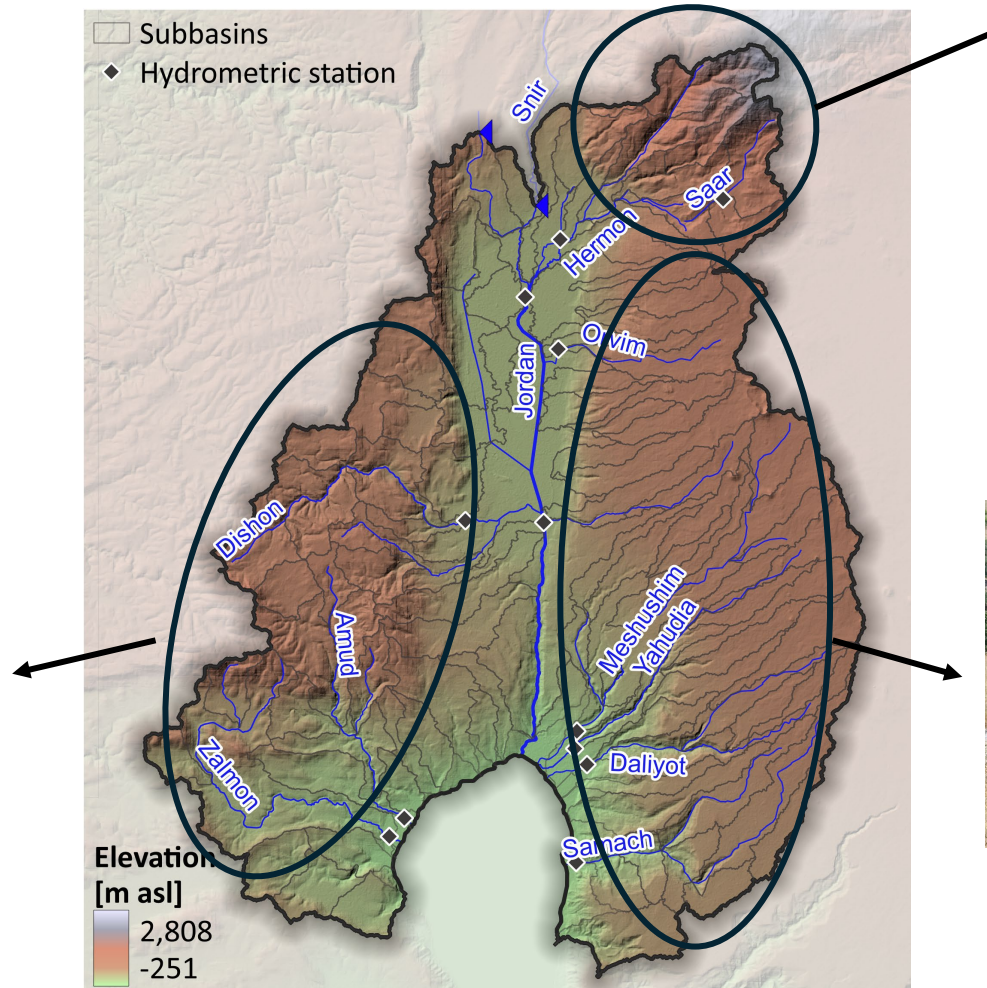 Subbasins
Hydrometric station
Snir
Saar
Hermon
Orvim
Jordan
Dishon
Amud
Meshushim
Yahudia
Zalmon
Daliyot
Samach
Elevation
[m asl]
2,808
-251